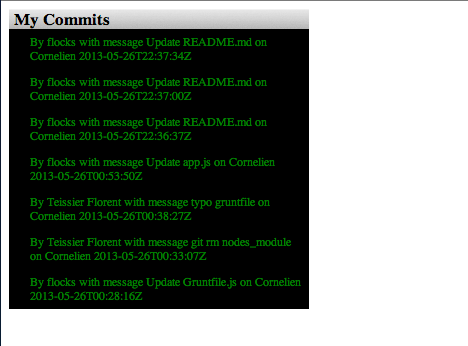 My Commits
By flocks with message Update README.md on
Cornelien 2013-05-26T22:37:34Z
By flocks with message Update README.md on
Cornelien 2013-05-26T22:37:00Z
By flocks with message Update README.md on
Cornelien 2013-05-26T22:36:37Z
By flocks with message Update app.js on Cornelien
2013-05-26T00:53:50Z
By Teissier Florent with message typo gruntfile on
Cornelien 2013-05-26T00:38:27Z
By Teissier Florent with message git rm nodes_module
on Cornelien 2013-05-26T00:33:07Z
By flocks with message Update Gruntfile.js on Cornelien
2013-05-26T00:28:16Z